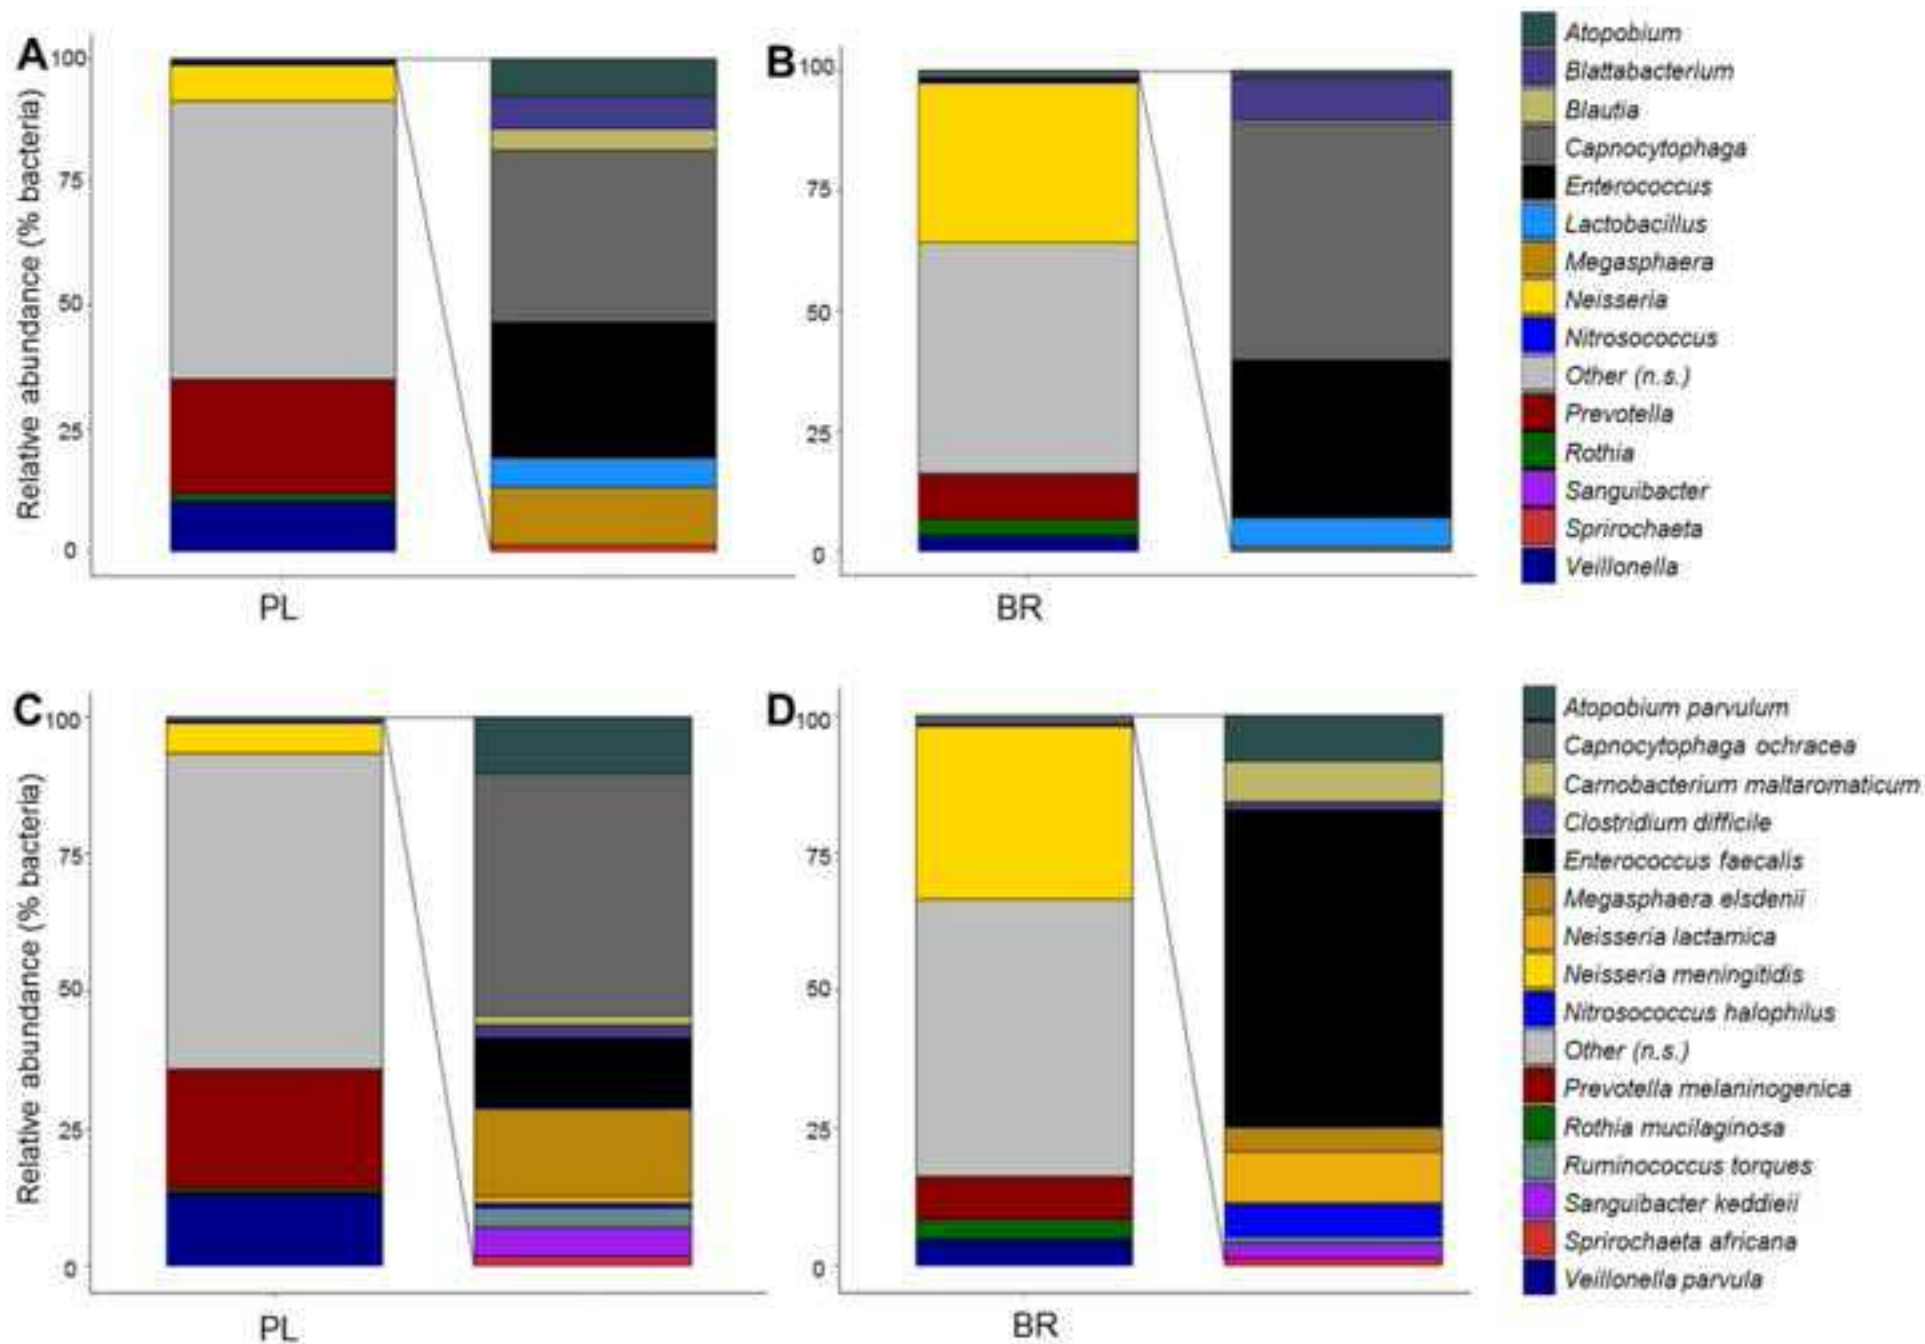 A
Relative abundance (% bacteria)
100
75
50
25
0
PL
B
100
75
50
25
0
BR
Atopobium
Blattabacterium
Blautia
Capnocytophaga
Enterococcus
Lactobacillus
Megasphaera
Neisseria
Nitrosococcus
Other (n.s.)
Prevotella
Rothia
Sanguibacter
Sprirochaeta
Veillonella
C
Relative abundance (% bacteria)
100
75
50
25
0
PL
D
100
75
50
25
0
BR
Atopobium parvulum
Capnocytophaga ochracea
Carnobacterium maltaromaticum
Clostridium difficile
Enterococcus faecalis
Megasphaera elsdenii
Neisseria lactamica
Neisseria meningitidis
Nitrosococcus halophilus
Other (n.s.)
Prevotella melaninogenica
Rothia mucilaginosa
Ruminococcus torques
Sanguibacter keddieii
Sprirochaeta africana
Veillonella parvula